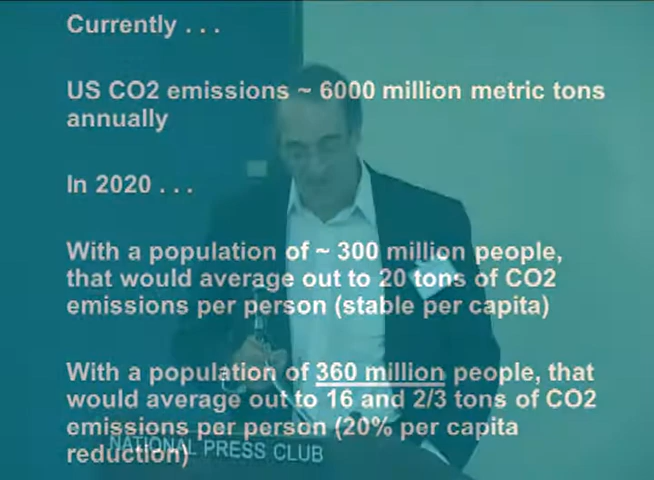 Currently . . .
US CO2 emissions ~ 6000 million metric tons
annually
In 2020 . . .
With a population of ~ 300 million people,
that would average out to 20 tons of CO2
emissions per person (stable per capita)
With a population of 360 million people, that
would average out to 16 and 2/3 tons of CO2
emissions per person (20% per capita
reduction)
NATIONAL PRESS CLUB